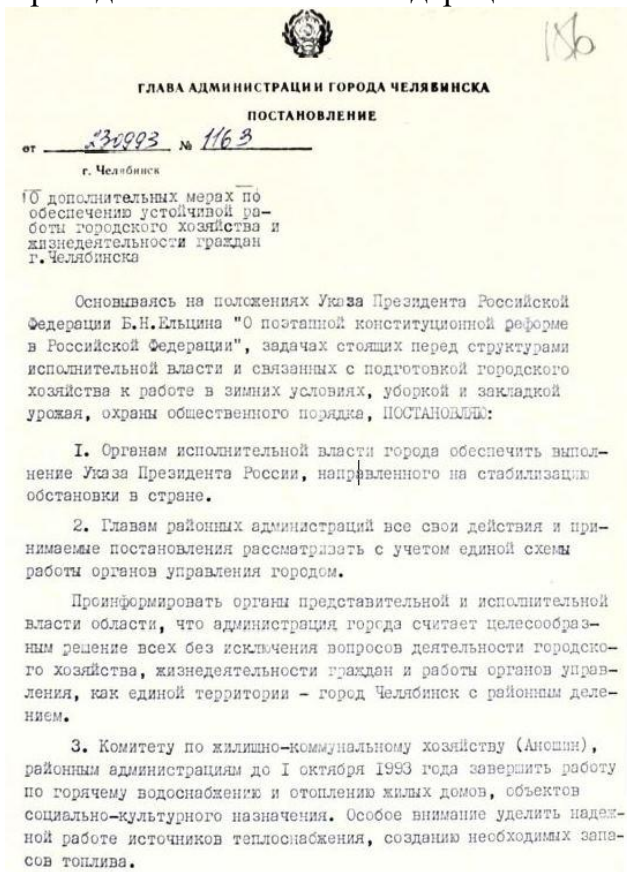 186
ГЛАВА АДМИНИСТРАЦИИ ГОРОДА ЧЕЛЯБИНСКА
ПОСТАНОВЛЕНИЕ
от 230993 № 1163
г. Челябинск
О дополнительных мерах по
обеспечению устойчивой ра-
боты городского хозяйства и
жизнедеятельности граждан
г.Челябинска
Основываясь на положениях Указа Президента Российской
Федерации Б.Н.Ельцина "О поэтапной конституционной реформе
в Российской Федерации", задачах стоящих перед структурами
исполнительной власти и связанных с подготовкой городского
хозяйства к работе в зимних условиях, уборкой и закладкой
урожая, охраны общественного порядка, ПОСТАНОВЛЯЮ:
I. Органам исполнительной власти города обеспечить выпол-
нение Указа Президента России, направленного на стабилизацию
обстановки в стране.
2. Главам районных администраций все свои действия и при-
нимаемые постановления рассматривать с учетом единой схемы
работы органов управления городом.
Проинформировать органы представительной и исполнительной
власти области, что администрация города считает целесообраз-
ным решение всех без исключения вопросов деятельности городско-
го хозяйства, жизнедеятельности граждан и работы органов управ-
ления, как единой территории - город Челябинск с районным деле-
нием.
3. Комитету по жилищно-коммунальному хозяйству (Аношин),
районным администрациям до I октября 1993 года завершить работу
по горячему водоснабжению и отоплению жилых домов, объектов
социально-культурного назначения. Особое внимание уделить надеж-
ной работе источников теплоснабжения, созданию необходимых запа-
сов топлива.